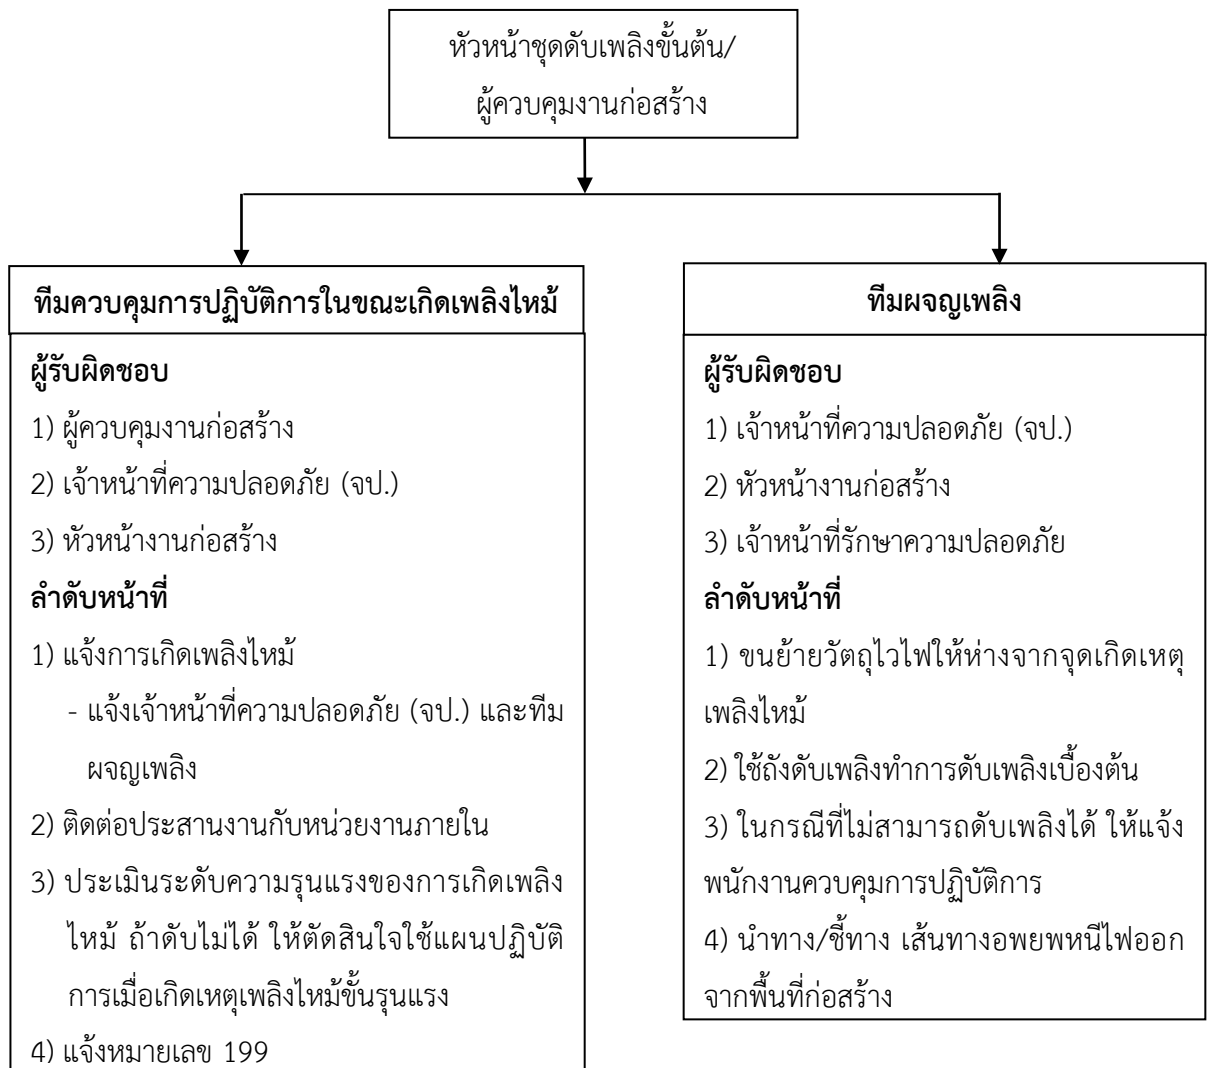 หัวหน้าชุดดับเพลิงขั้นต้น/
ผู้ควบคุมงานก่อสร้าง
ทีมควบคุมการปฏิบัติการในขณะเกิดเพลิงไหม้
ผู้รับผิดชอบ
1) ผู้ควบคุมงานก่อสร้าง
2) เจ้าหน้าที่ความปลอดภัย (จป.)
3) หัวหน้างานก่อสร้าง
ลำดับหน้าที่
1) แจ้งการเกิดเพลิงไหม้
- แจ้งเจ้าหน้าที่ความปลอดภัย (จป.) และทีม
ผจญเพลิง
2) ติดต่อประสานงานกับหน่วยงานภายใน
3) ประเมินระดับความรุนแรงของการเกิดเพลิง
ไหม้ ถ้าดับไม่ได้ ให้ตัดสินใจใช้แผนปฏิบัติ
การเมื่อเกิดเหตุเพลิงไหม้ขั้นรุนแรง
4) แจ้งหมายเลข 199
ทีมผจญเพลิง
ผู้รับผิดชอบ
1) เจ้าหน้าที่ความปลอดภัย (จป.)
2) หัวหน้างานก่อสร้าง
3) เจ้าหน้าที่รักษาความปลอดภัย
ลำดับหน้าที่
1) ขนย้ายวัตถุไวไฟให้ห่างจากจุดเกิดเหตุ
เพลิงไหม้
2) ใช้ถังดับเพลิงทำการดับเพลิงเบื้องต้น
3) ในกรณีที่ไม่สามารถดับเพลิงได้ ให้แจ้ง
พนักงานควบคุมการปฏิบัติการ
4) นำทาง/ชี้ทาง เส้นทางอพยพหนีไฟออก
จากพื้นที่ก่อสร้าง